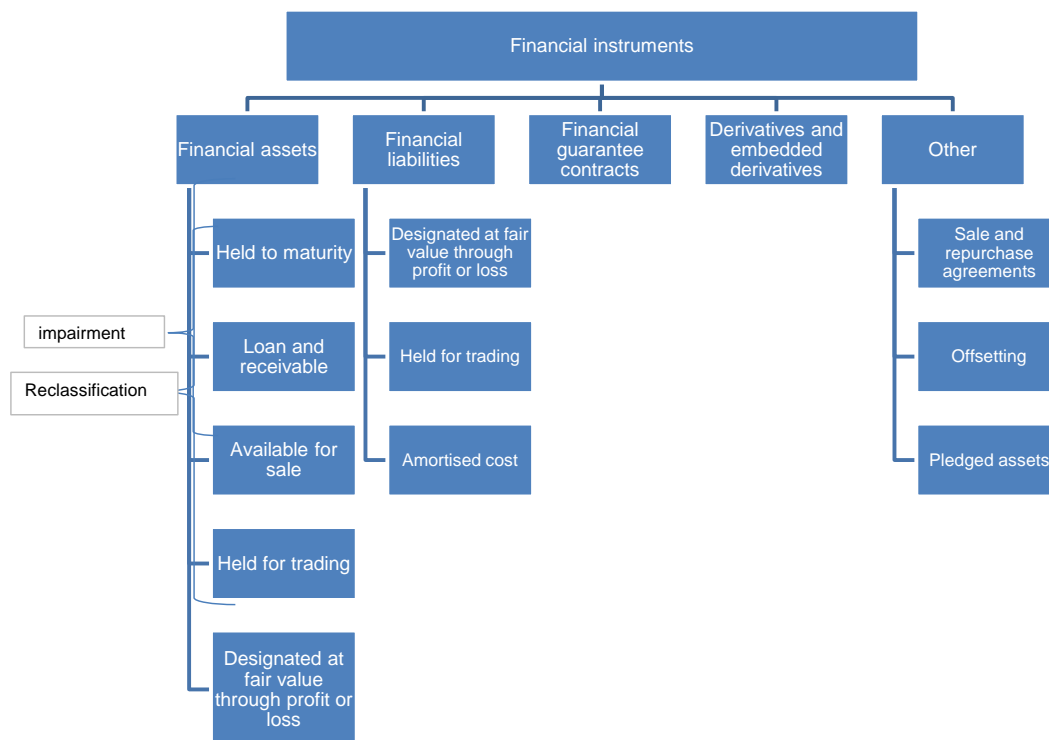 Financial instruments
Financial assets
Financial
liabilities
Financial
guarantee
contracts
Derivatives and
embedded
derivatives
Other
Held to maturity
Loan and
receivable
Available for
sale
Held for trading
Designated at
fair value
through profit or
loss
Designated at fair
value through
profit or loss
Held for trading
Amortised cost
Sale and
repurchase
agreements
Offsetting
Pledged assets
impairment
Reclassification